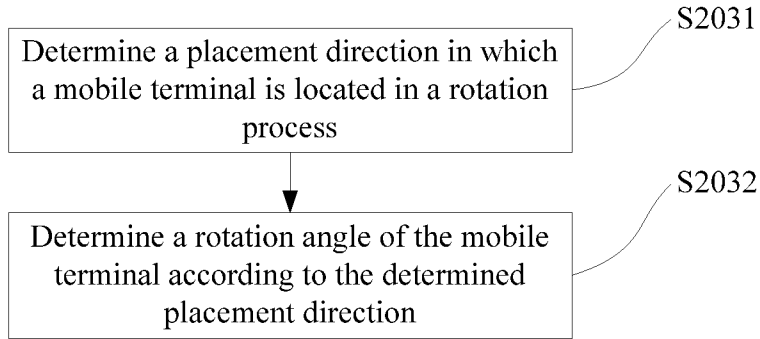 S2031
Determine a placement direction in which
a mobile terminal is located in a rotation
process
S2032
Determine a rotation angle of the mobile
terminal according to the determined
placement direction